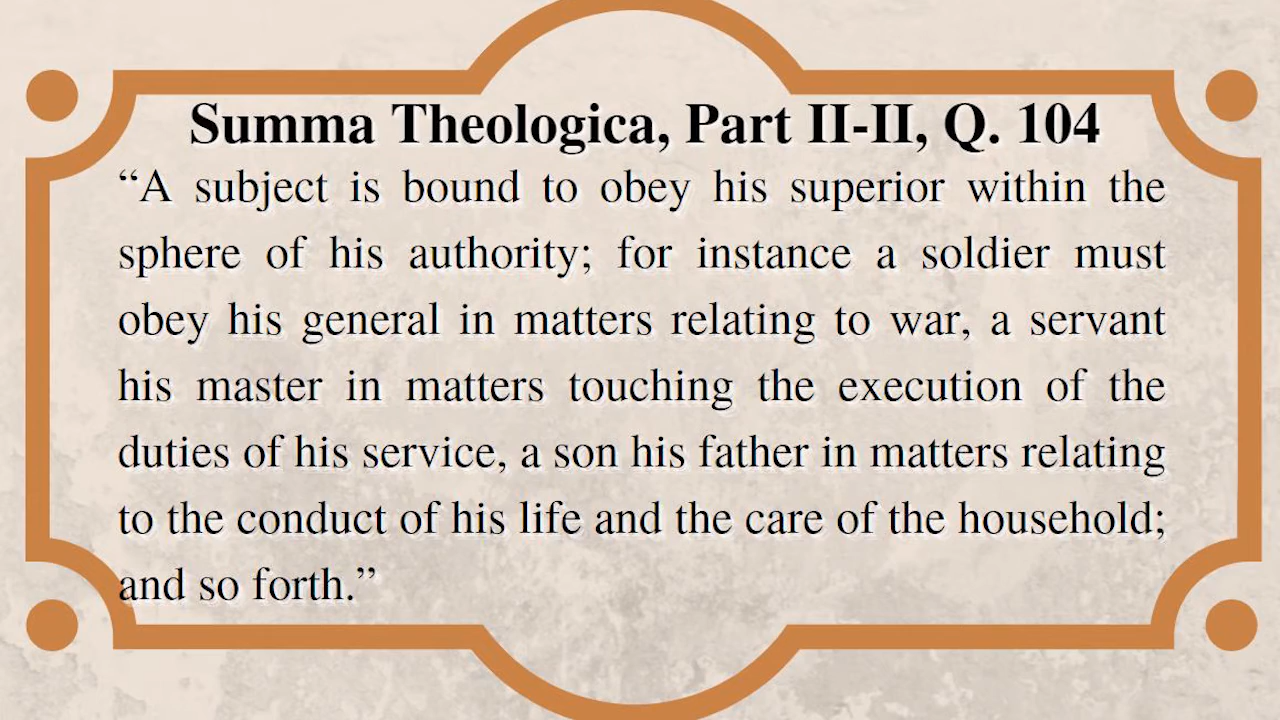 Summa Theologica, Part II-II, Q. 104
“A subject is bound to obey his superior within the
sphere of his authority; for instance a soldier must
obey his general in matters relating to war, a servant
his master in matters touching the execution of the
duties of his service, a son his father in matters relating
to the conduct of his life and the care of the household;
and so forth.”